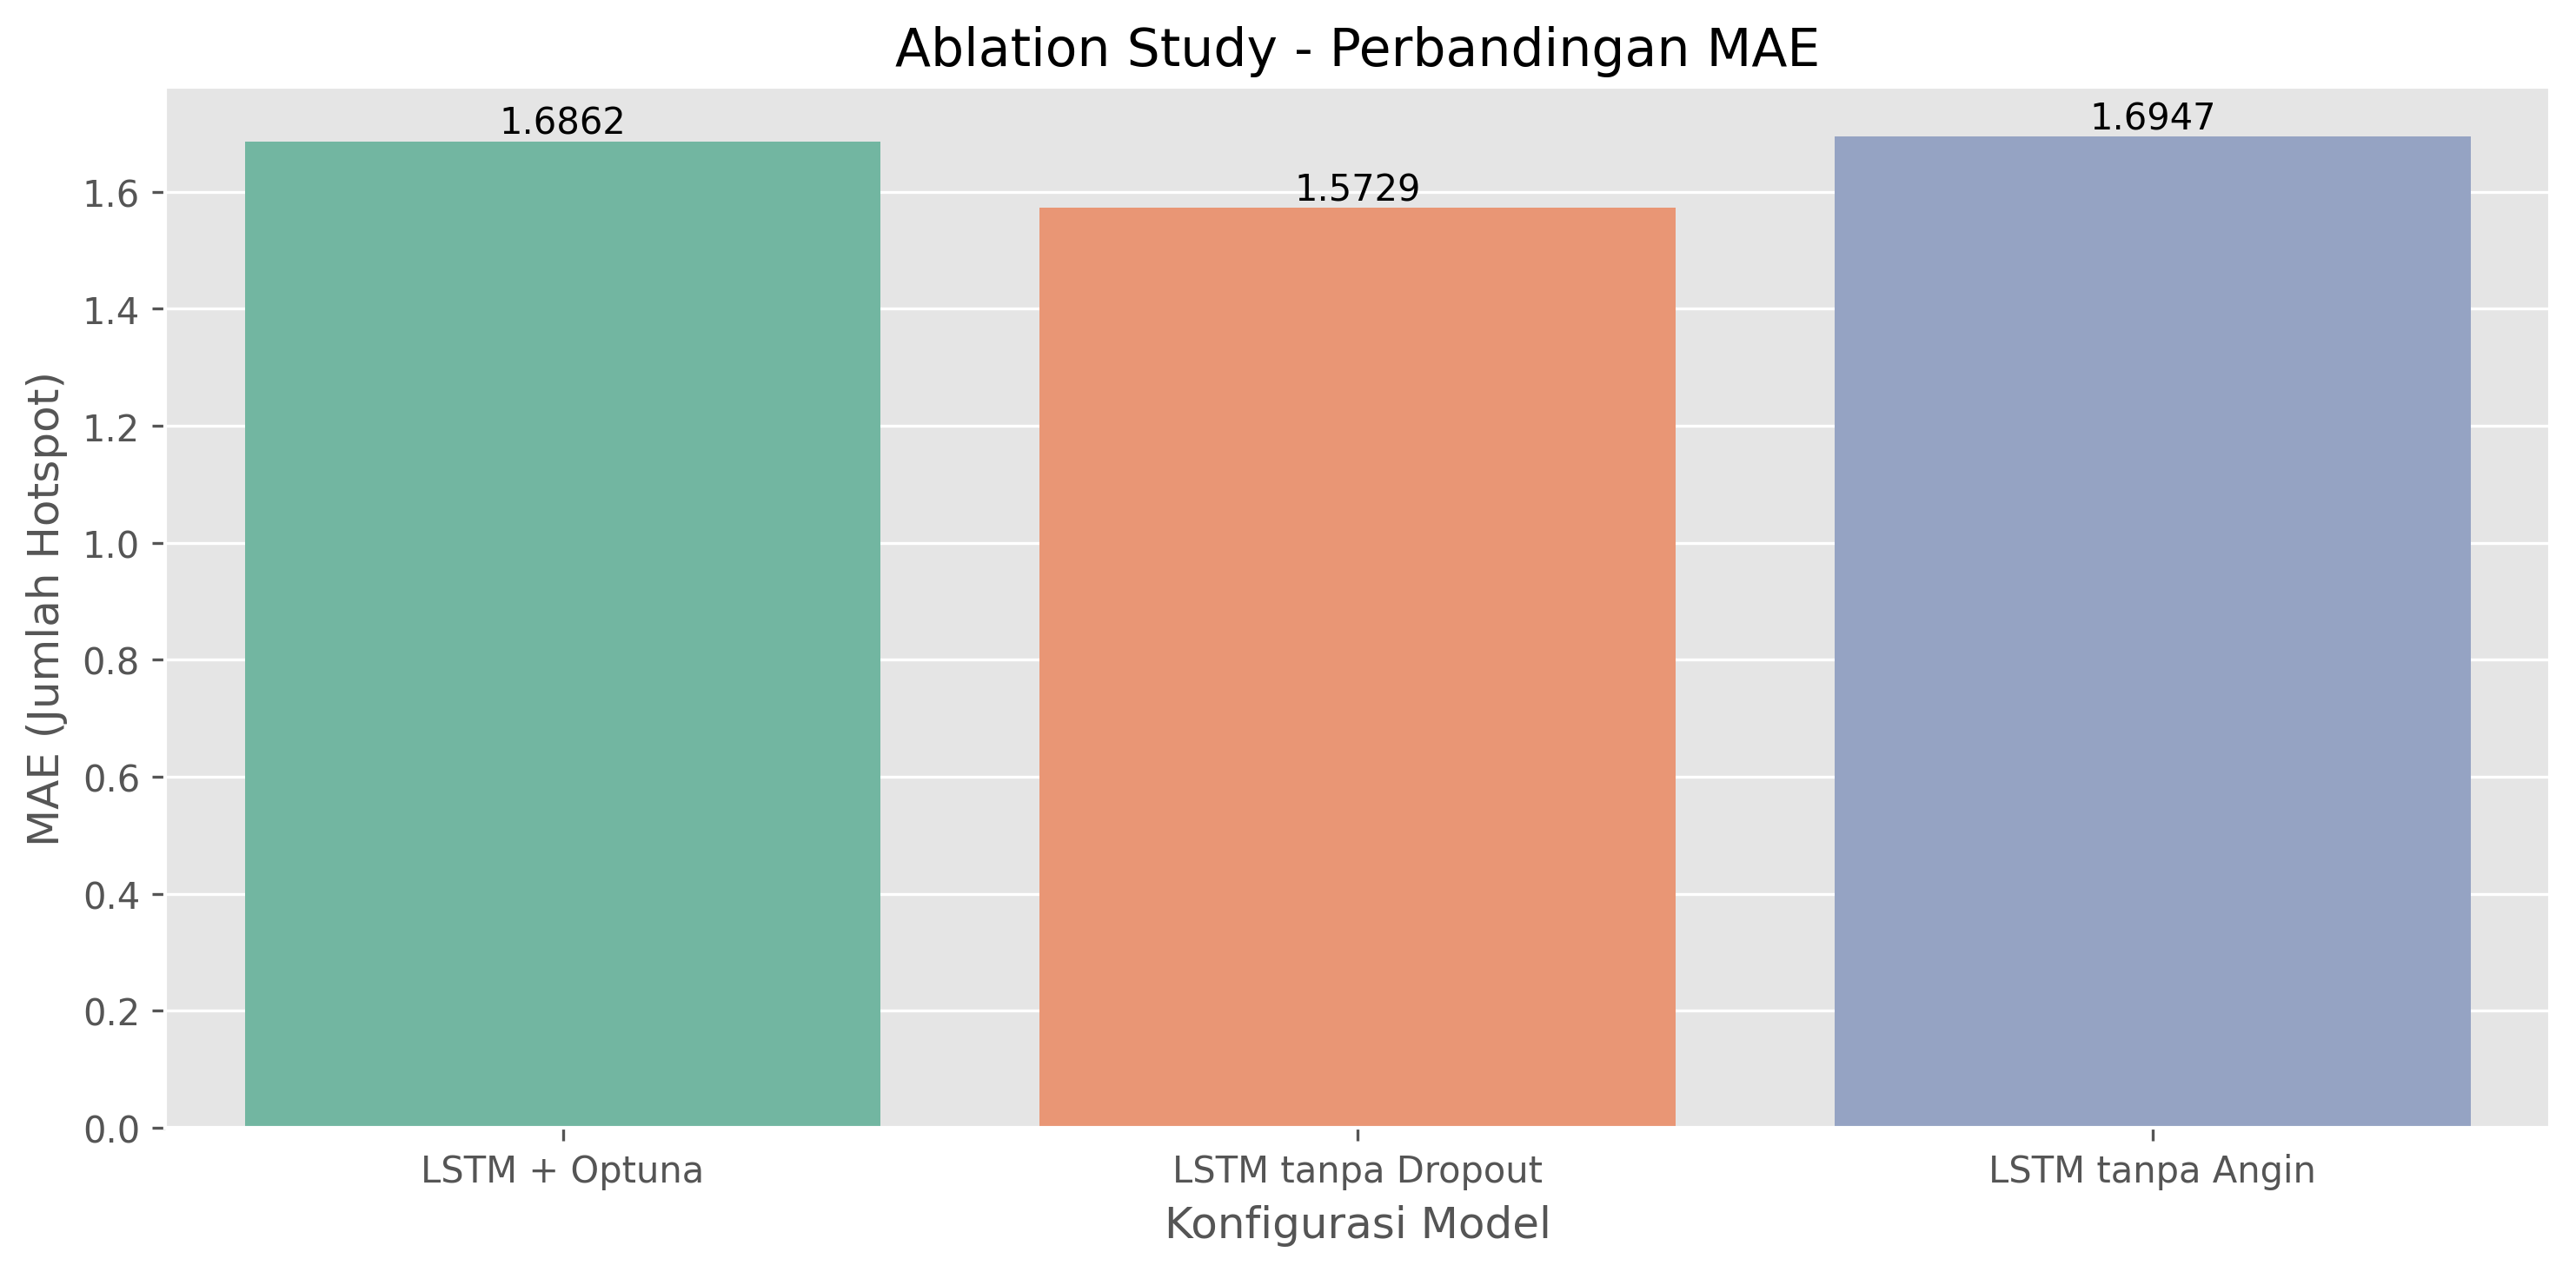 Ablation Study - Perbandingan MAE
1.6862
1.5729
1.6947
MAE (Jumlah Hotspot)
1.6
1.4
1.2
1.0
0.8
0.6
0.4
0.2
0.0
LSTM + Optuna
LSTM tanpa Dropout
LSTM tanpa Angin
Konfigurasi Model